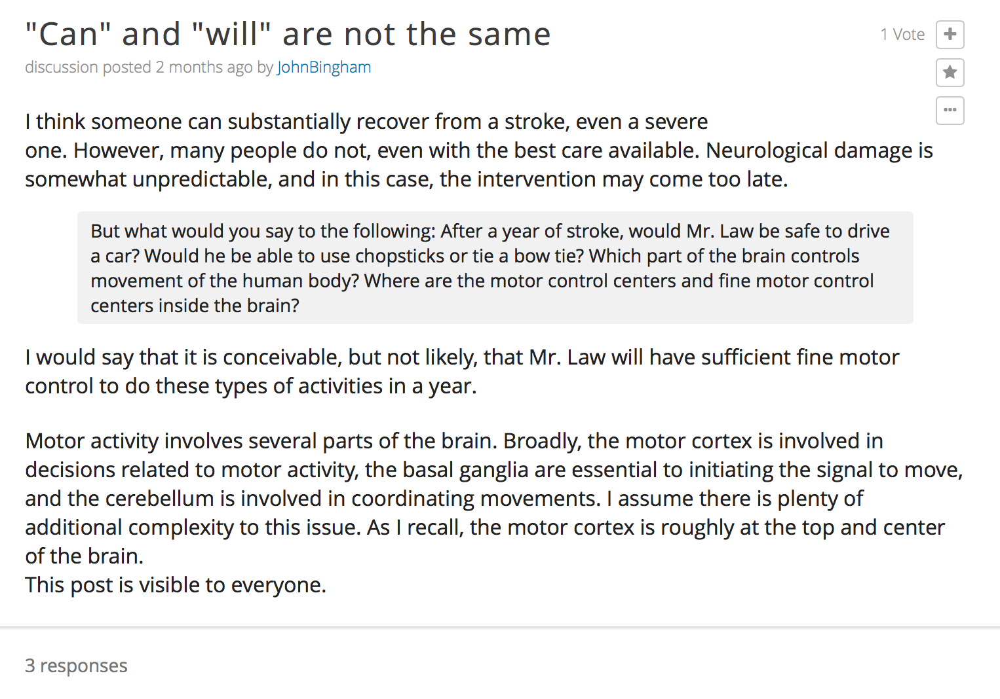 "Can" and "will" are not the same
1 Vote
discussion posted 2 months ago by JohnBingham
I think someone can substantially recover from a stroke, even a severe
one. However, many people do not, even with the best care available. Neurological damage is
somewhat unpredictable, and in this case, the intervention may come too late.
But what would you say to the following: After a year of stroke, would Mr. Law be safe to drive
a car? Would he be able to use chopsticks or tie a bow tie? Which part of the brain controls
movement of the human body? Where are the motor control centers and fine motor control
centers inside the brain?
I would say that it is conceivable, but not likely, that Mr. Law will have sufficient fine motor
control to do these types of activities in a year.
Motor activity involves several parts of the brain. Broadly, the motor cortex is involved in
decisions related to motor activity, the basal ganglia are essential to initiating the signal to move,
and the cerebellum is involved in coordinating movements. I assume there is plenty of
additional complexity to this issue. As I recall, the motor cortex is roughly at the top and center
of the brain.
This post is visible to everyone.
3 responses